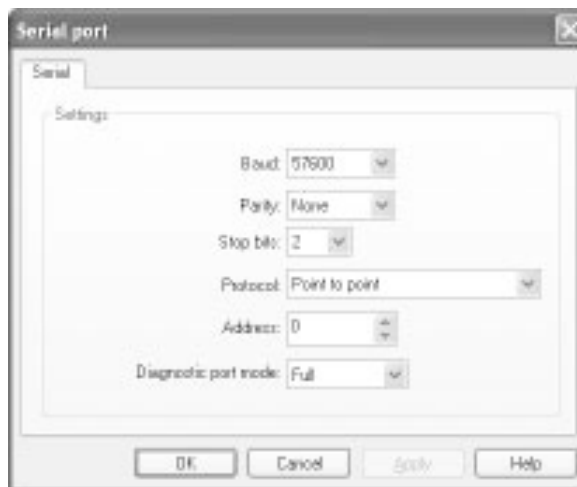 Serial port
Serial
Settings
Baud: 57600
Parity: None
Stop bits: 2
Protocol: Point to point
Address: 0
Diagnostic port mode: Full
OK Cancel Apply Help